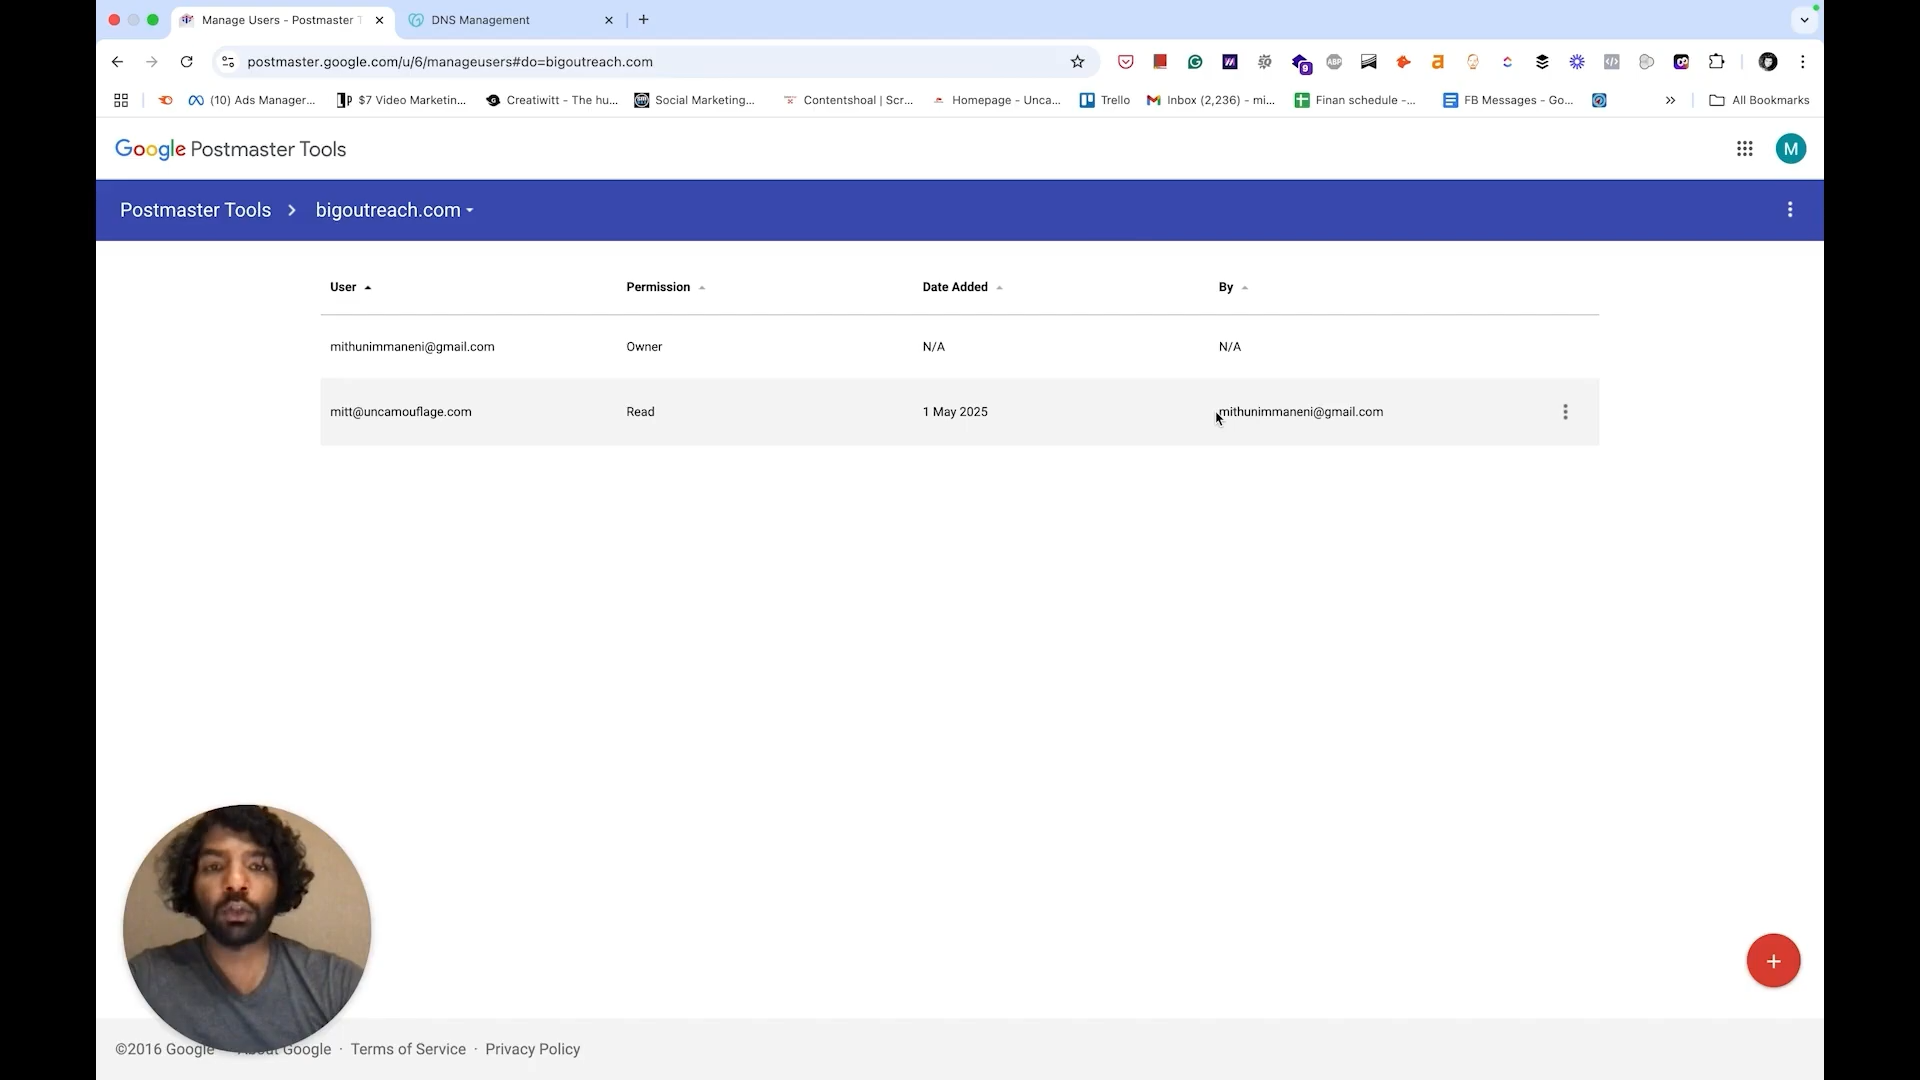 Manage Users - Postmaster T
DNS Management
postmaster.google.com/u/6/manageusers#do=bigoutreach.com
(10) Ads Manager...
$7 Video Marketin...
Creatiwitt - The hu...
Social Marketing...
Contentshoal | Scr...
Homepage - Unca...
Trello
Inbox (2,236) - mi...
Finan schedule -...
FB Messages - Go...
All Bookmarks
Google Postmaster Tools
M
Postmaster Tools > bigoutreach.com
User Permission Date Added By
mithunimmaneni@gmail.com Owner N/A N/A
mitt@uncamouflage.com Read 1 May 2025 mithunimmaneni@gmail.com
+
©2016 Google · About Google · Terms of Service · Privacy Policy